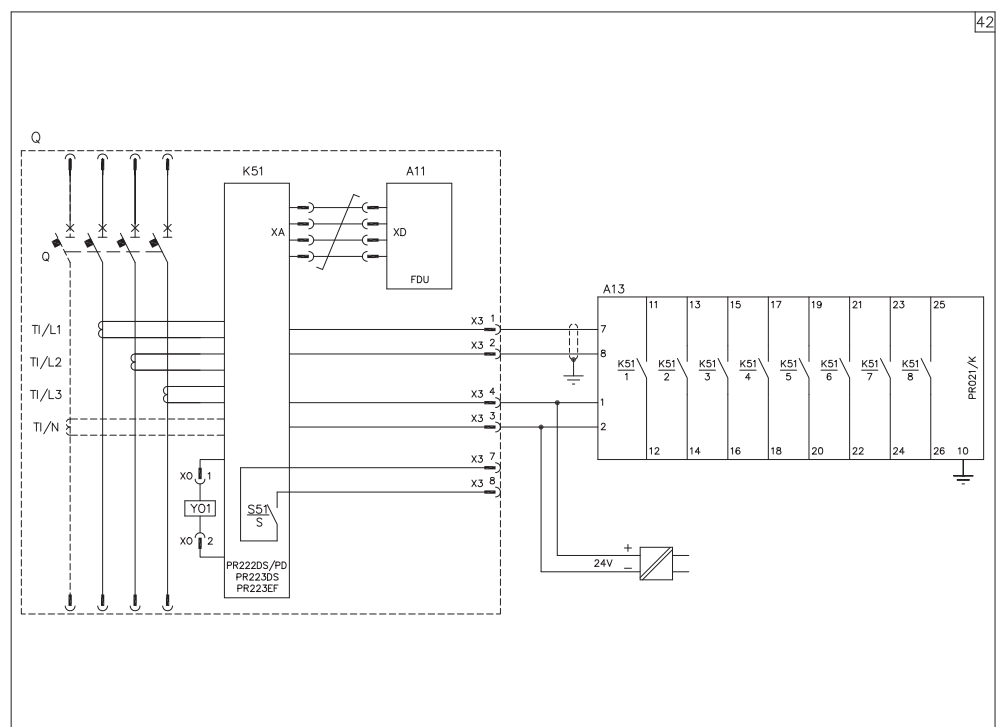 42
Q
K51
A11
XA
XD
FDU
Q
A13
11 13 15 17 19 21 23 25
TI/L1
X3 1
7
TI/L2
X3 2
8
K51 K51 K51 K51 K51 K51 K51 K51
1 2 3 4 5 6 7 8
PR021/K
TI/L3
X3 4
1
TI/N
X3 3
2
12 14 16 18 20 22 24 26 10
X3 7
X0 1
X3 8
Y01
S51
S
X0 2
PR222DS/PD
PR223DS
PR223EF
+
24V
−